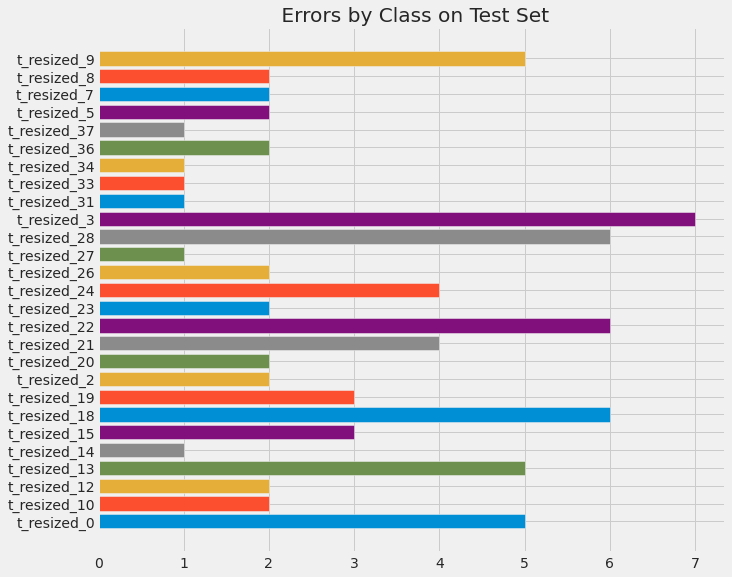 Errors by Class on Test Set
t_resized_9
t_resized_8
t_resized_7
t_resized_5
t_resized_37
t_resized_36
t_resized_34
t_resized_33
t_resized_31
t_resized_3
t_resized_28
t_resized_27
t_resized_26
t_resized_24
t_resized_23
t_resized_22
t_resized_21
t_resized_20
t_resized_2
t_resized_19
t_resized_18
t_resized_15
t_resized_14
t_resized_13
t_resized_12
t_resized_10
t_resized_0
0 1 2 3 4 5 6 7